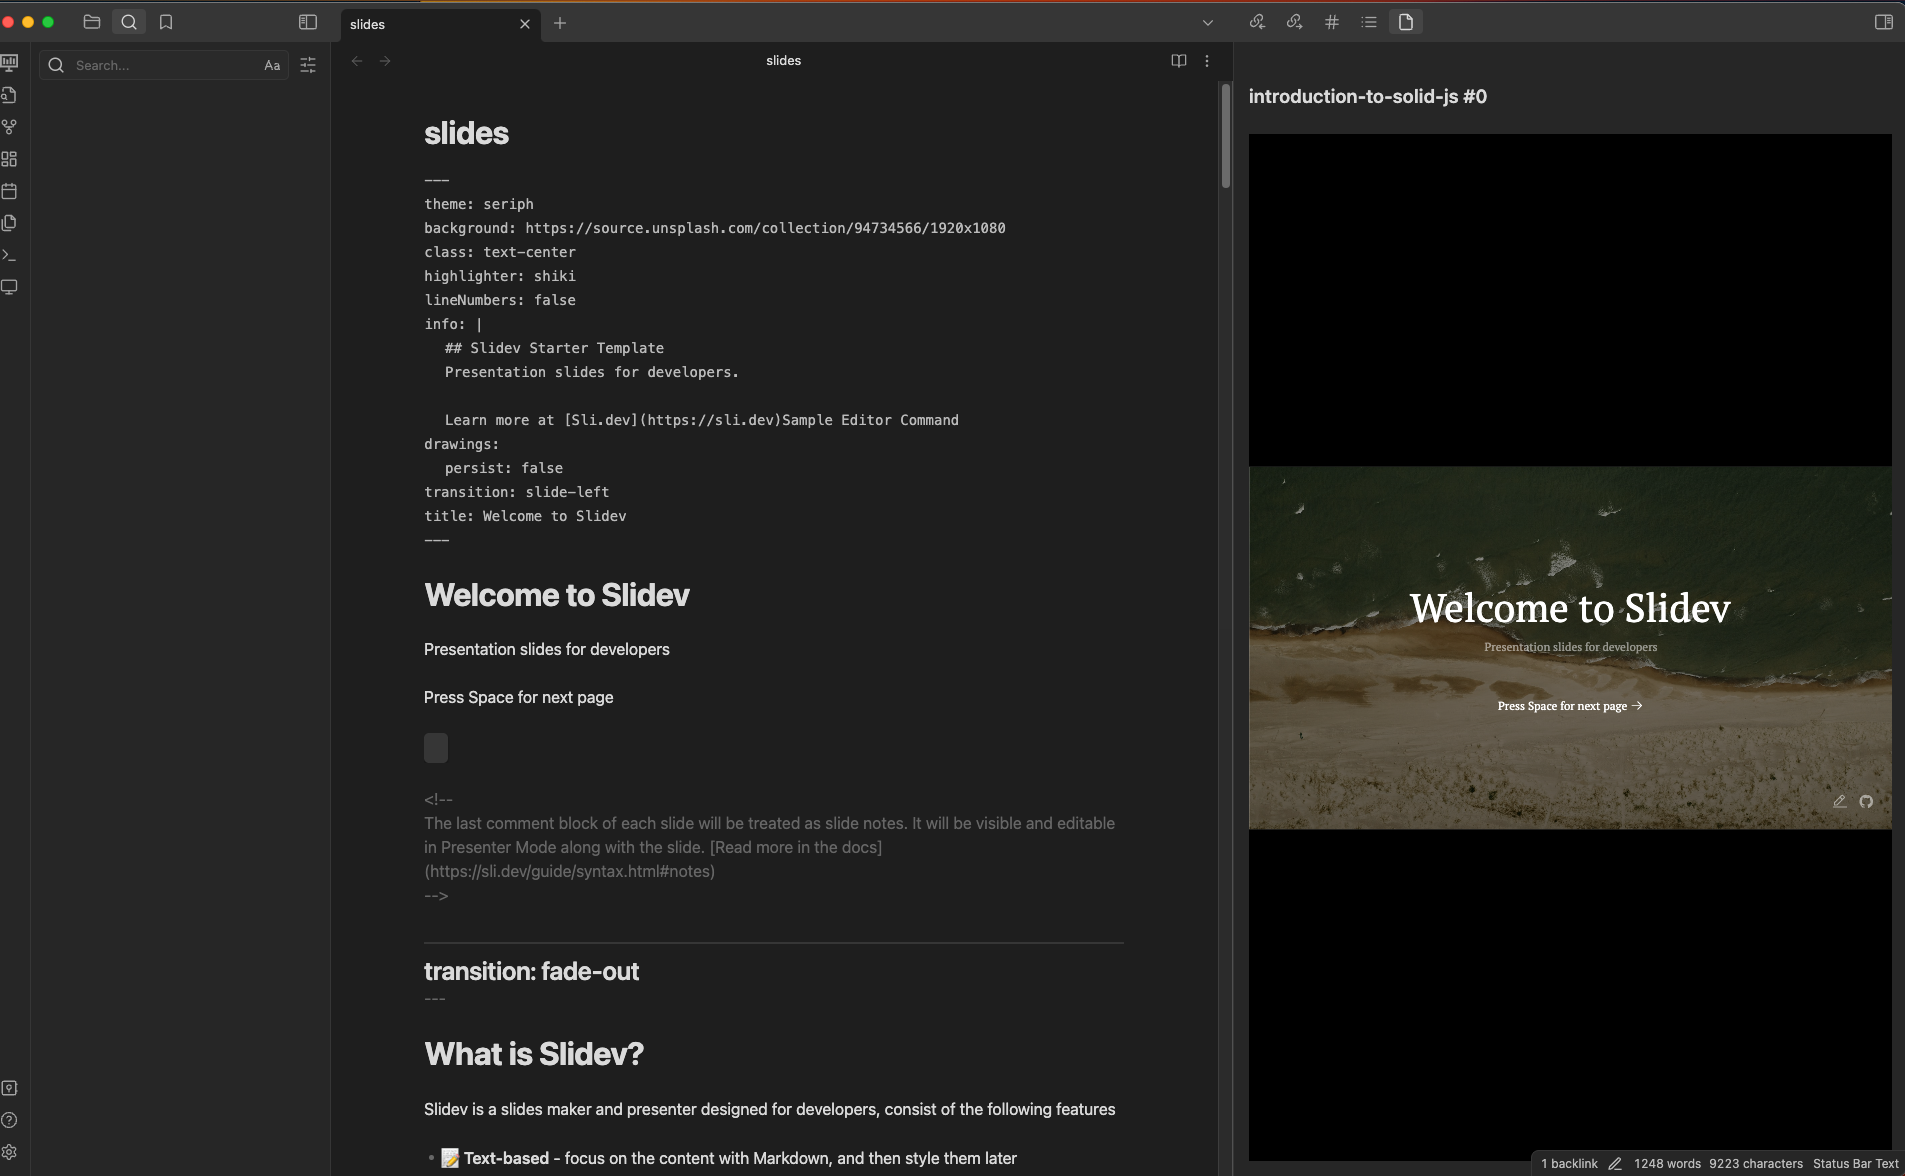 slides
Search...
Aa
slides
slides
---
theme: seriph
background: https://source.unsplash.com/collection/94734566/1920x1080
class: text-center
highlighter: shiki
lineNumbers: false
info: |
## Slidev Starter Template
Presentation slides for developers.
Learn more at [Sli.dev](https://sli.dev)Sample Editor Command
drawings:
persist: false
transition: slide-left
title: Welcome to Slidev
---
Welcome to Slidev
Presentation slides for developers
Press Space for next page
<!--
The last comment block of each slide will be treated as slide notes. It will be visible and editable
in Presenter Mode along with the slide. [Read more in the docs]
(https://sli.dev/guide/syntax.html#notes)
-->
transition: fade-out
---
What is Slidev?
Slidev is a slides maker and presenter designed for developers, consist of the following features
• 📝 Text-based - focus on the content with Markdown, and then style them later
introduction-to-solid-js #0
Welcome to Slidev
Presentation slides for developers
Press Space for next page →
1 backlink 1248 words 9223 characters Status Bar Text